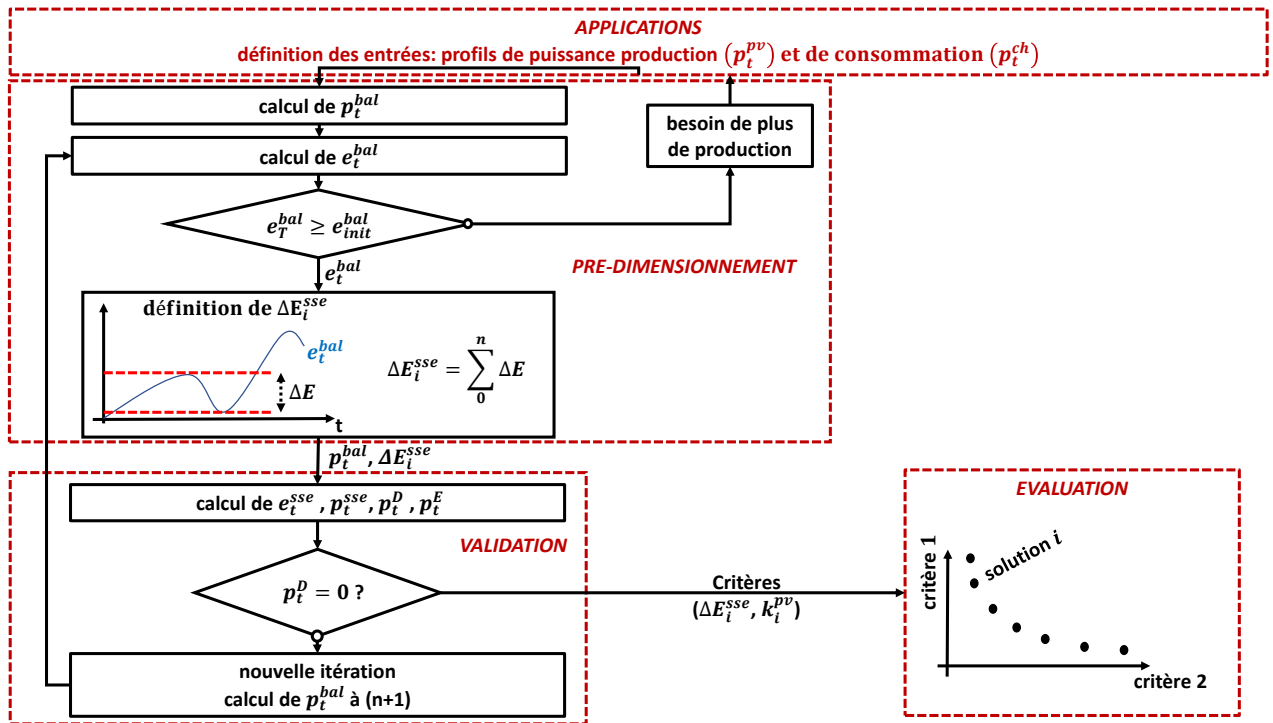 APPLICATIONS
définition des entrées: profils de puissance production (p_t^{pv}) et de consommation (p_t^{ch})
calcul de p_t^{bal}
calcul de e_t^{bal}
besoin de plus
de production
e_T^{bal} ≥ e_{init}^{bal}
e_t^{bal}
PRE-DIMENSIONNEMENT
définition de ΔE_i^{sse}
e_t^{bal}
ΔE
t
ΔE_i^{sse} = \sum_0^n ΔE
p_t^{bal}, ΔE_i^{sse}
calcul de e_t^{sse}, p_t^{sse}, p_t^D, p_t^E
VALIDATION
p_t^D = 0 ?
Critères
(ΔE_i^{sse}, k_i^{pv})
nouvelle itération
calcul de p_t^{bal} à (n+1)
EVALUATION
critère 1
solution i
critère 2